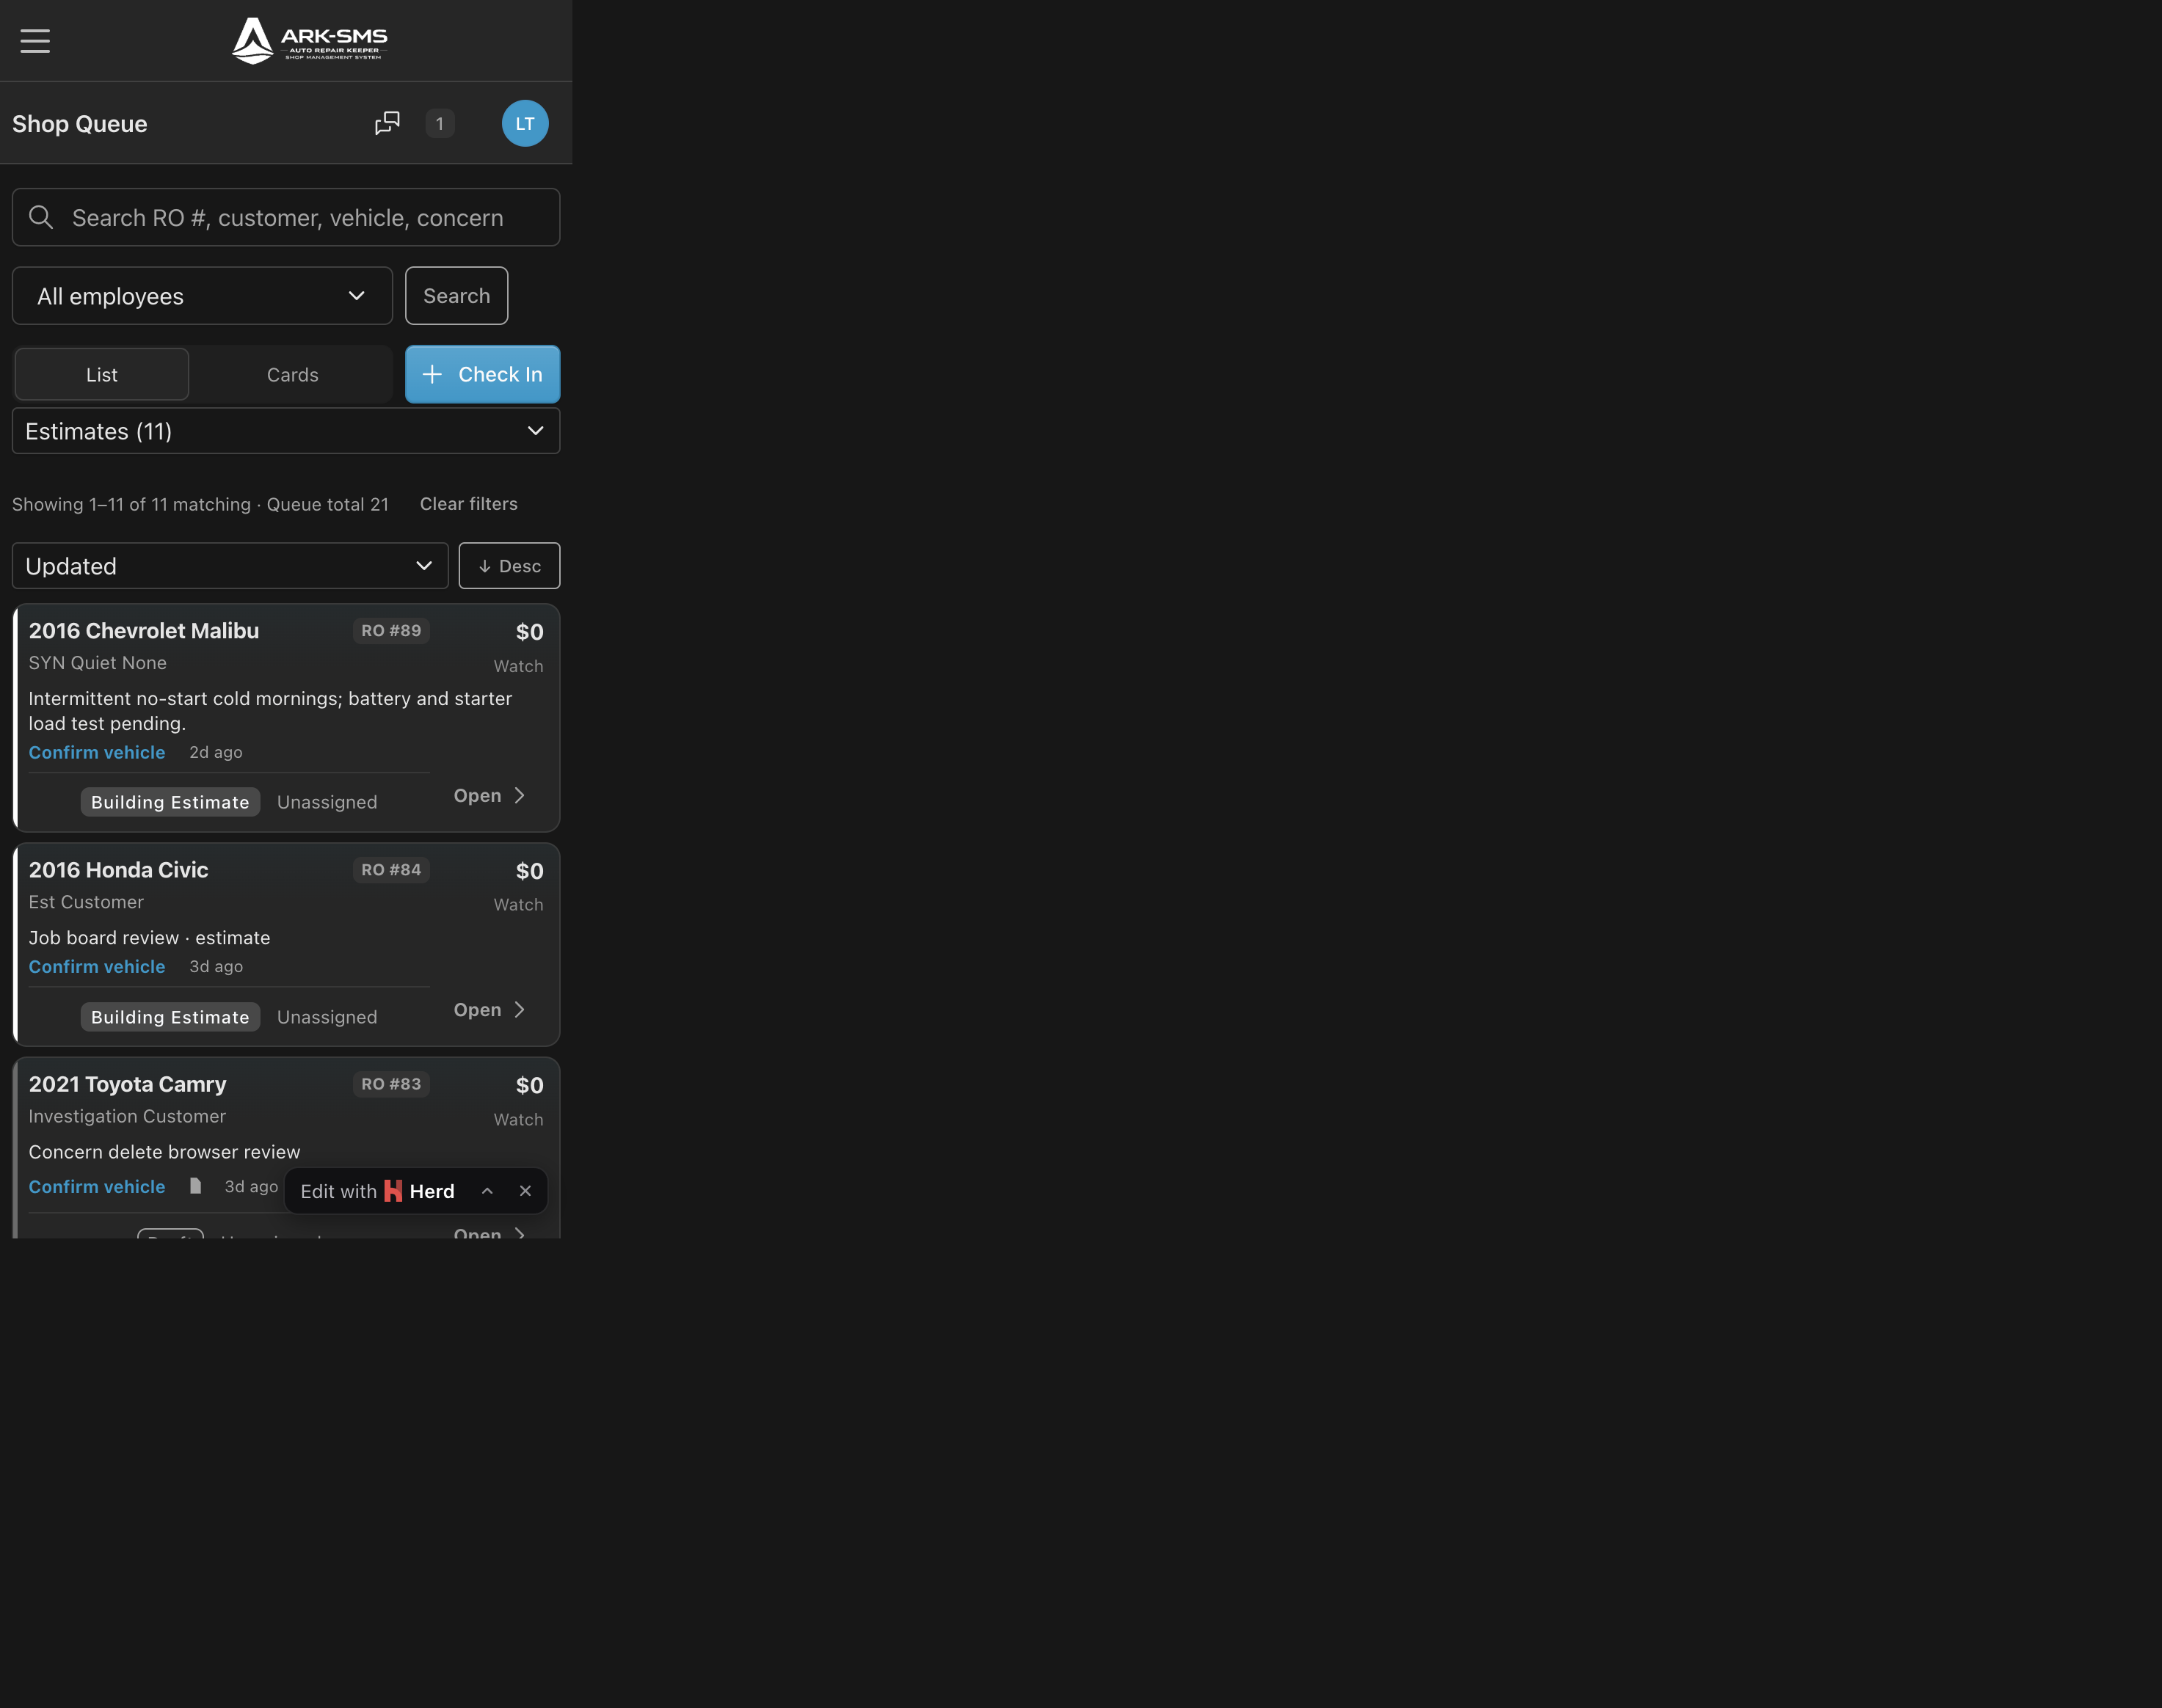 ARK-SMS
AUTO REPAIR KEEPER
SHOP MANAGEMENT SYSTEM
Shop Queue
1
LT
Search RO #, customer, vehicle, concern
All employees
Search
List
Cards
Check In
Estimates (11)
Showing 1–11 of 11 matching · Queue total 21
Clear filters
Updated
↓ Desc
2016 Chevrolet Malibu
RO #89
$0
SYN Quiet None
Watch
Intermittent no-start cold mornings; battery and starter
load test pending.
Confirm vehicle
2d ago
Building Estimate
Unassigned
Open
2016 Honda Civic
RO #84
$0
Est Customer
Watch
Job board review · estimate
Confirm vehicle
3d ago
Building Estimate
Unassigned
Open
2021 Toyota Camry
RO #83
$0
Investigation Customer
Watch
Concern delete browser review
Confirm vehicle
3d ago
Edit with Herd
Open